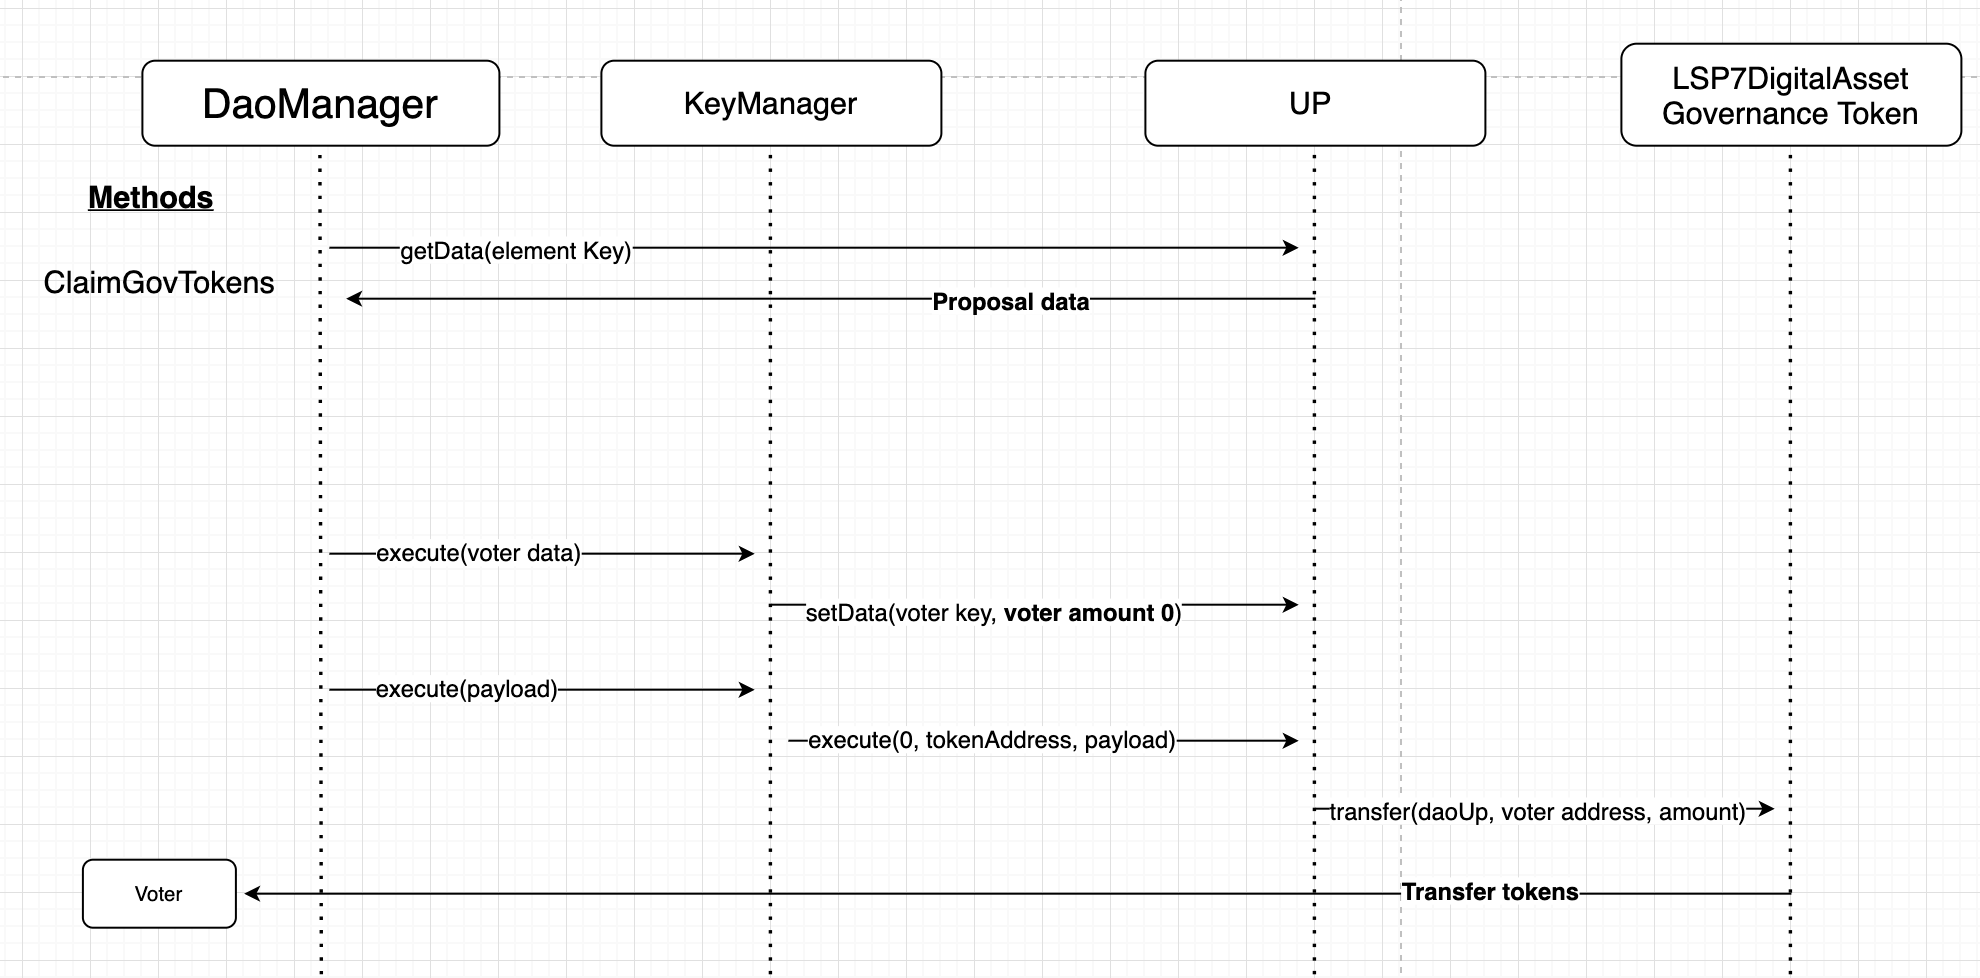 DaoManager
KeyManager
UP
LSP7DigitalAsset
Governance Token
Methods
getData(element Key)
ClaimGovTokens
Proposal data
execute(voter data)
setData(voter key, voter amount 0)
execute(payload)
execute(0, tokenAddress, payload)
transfer(daoUp, voter address, amount)
Voter
Transfer tokens